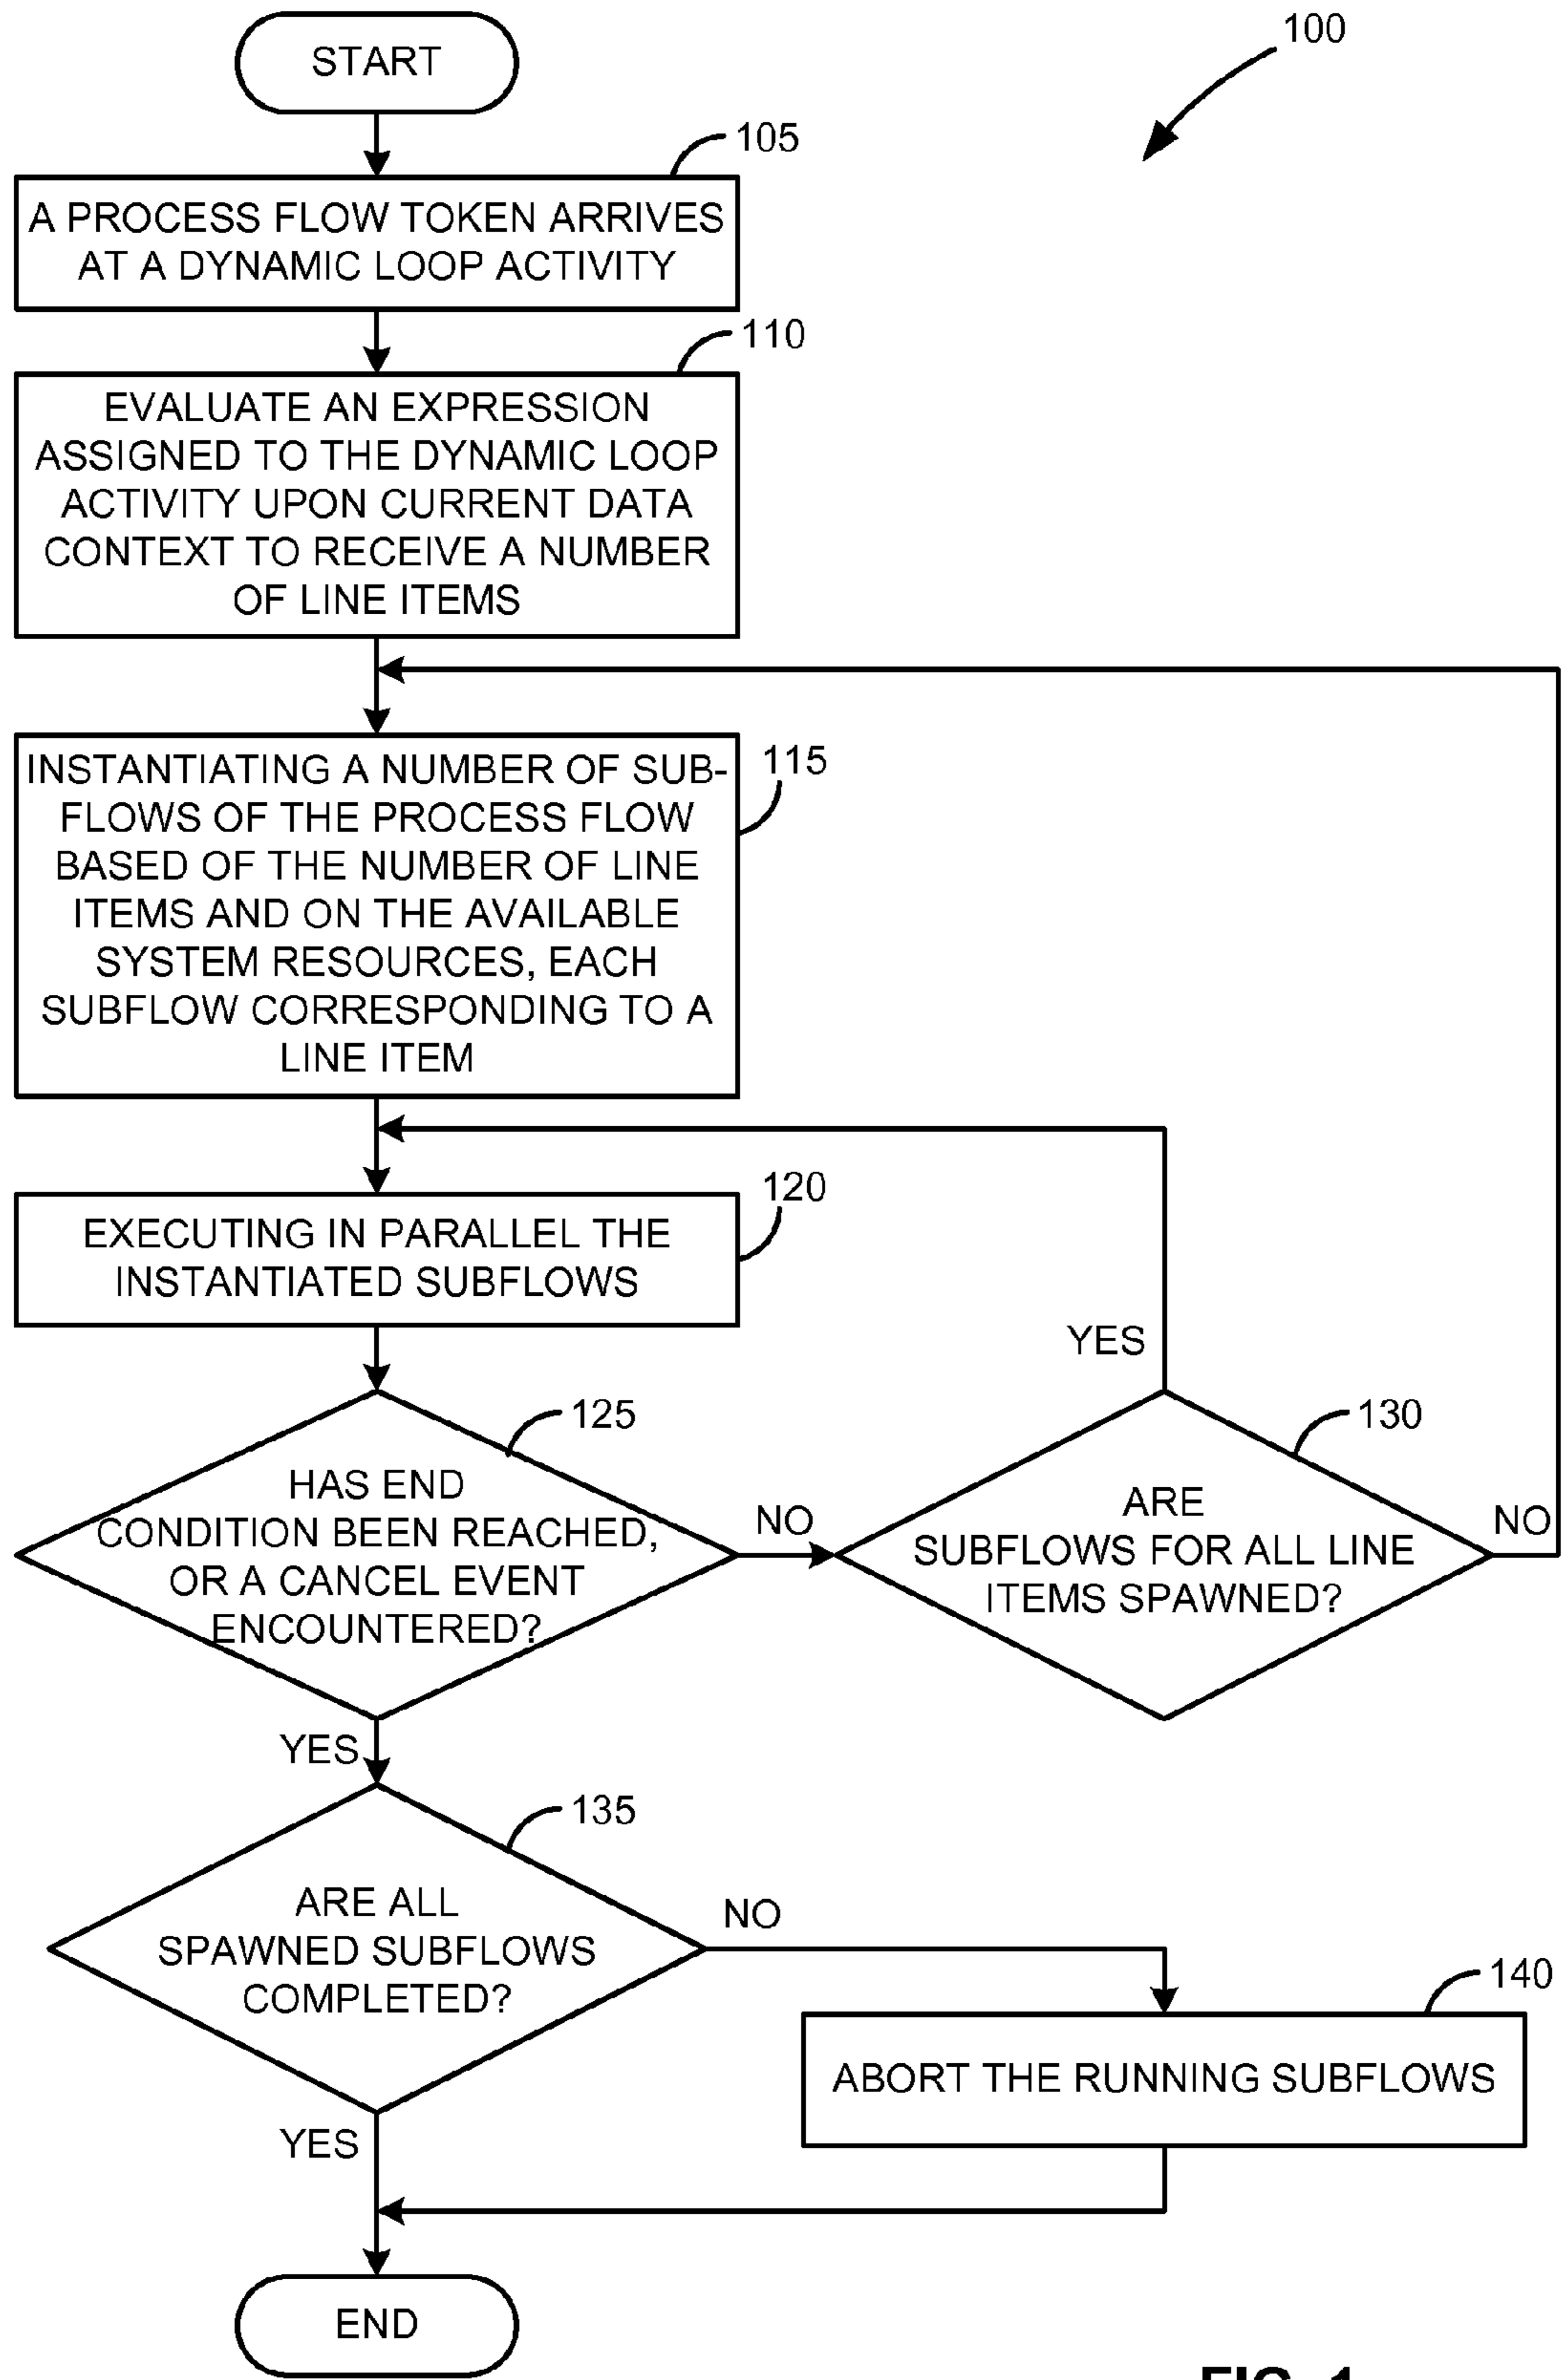 100
START
105
A PROCESS FLOW TOKEN ARRIVES
AT A DYNAMIC LOOP ACTIVITY
110
EVALUATE AN EXPRESSION
ASSIGNED TO THE DYNAMIC LOOP
ACTIVITY UPON CURRENT DATA
CONTEXT TO RECEIVE A NUMBER
OF LINE ITEMS
115
INSTANTIATING A NUMBER OF SUB-
FLOWS OF THE PROCESS FLOW
BASED OF THE NUMBER OF LINE
ITEMS AND ON THE AVAILABLE
SYSTEM RESOURCES, EACH
SUBFLOW CORRESPONDING TO A
LINE ITEM
120
EXECUTING IN PARALLEL THE
INSTANTIATED SUBFLOWS
YES
125
HAS END
CONDITION BEEN REACHED,
OR A CANCEL EVENT
ENCOUNTERED?
NO
130
ARE
SUBFLOWS FOR ALL LINE
ITEMS SPAWNED?
NO
YES
135
ARE ALL
SPAWNED SUBFLOWS
COMPLETED?
NO
140
ABORT THE RUNNING SUBFLOWS
YES
END
FIG. 1